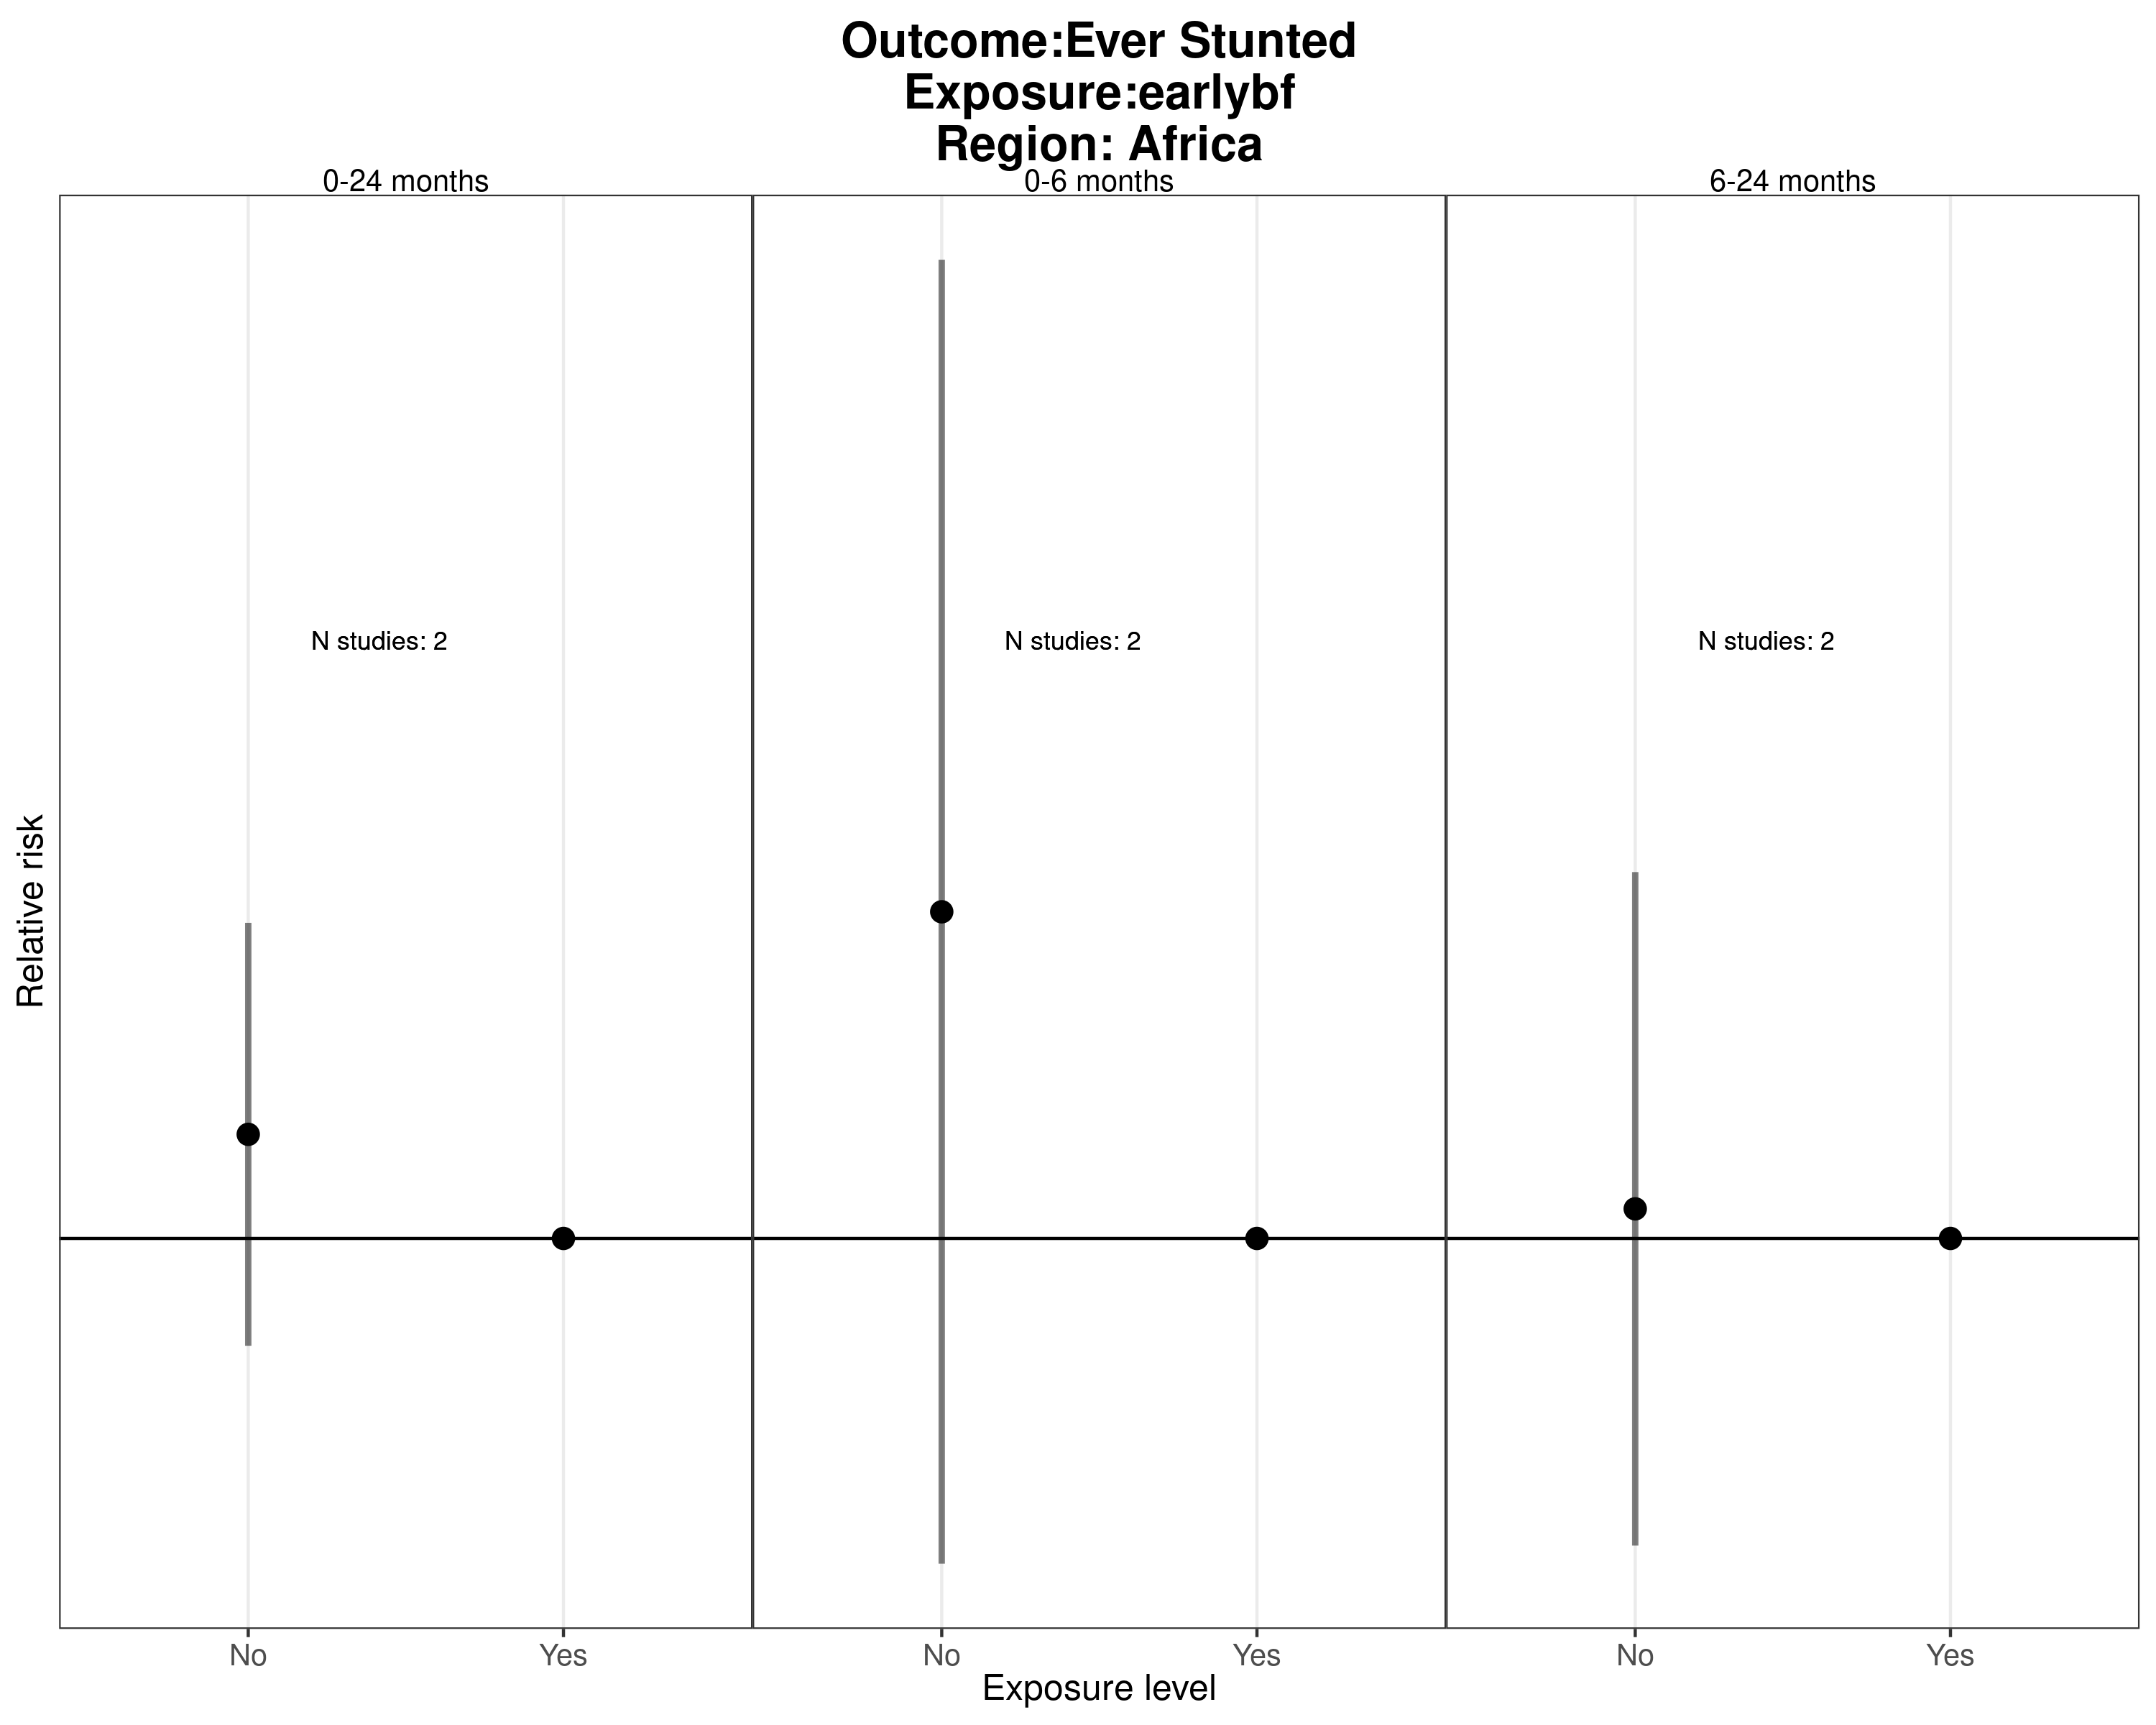 Outcome:Ever Stunted
Exposure:earlybf
Region: Africa
0-24 months
0-6 months
6-24 months
N studies: 2
N studies: 2
N studies: 2
Relative risk
No
Yes
No
Yes
No
Yes
Exposure level